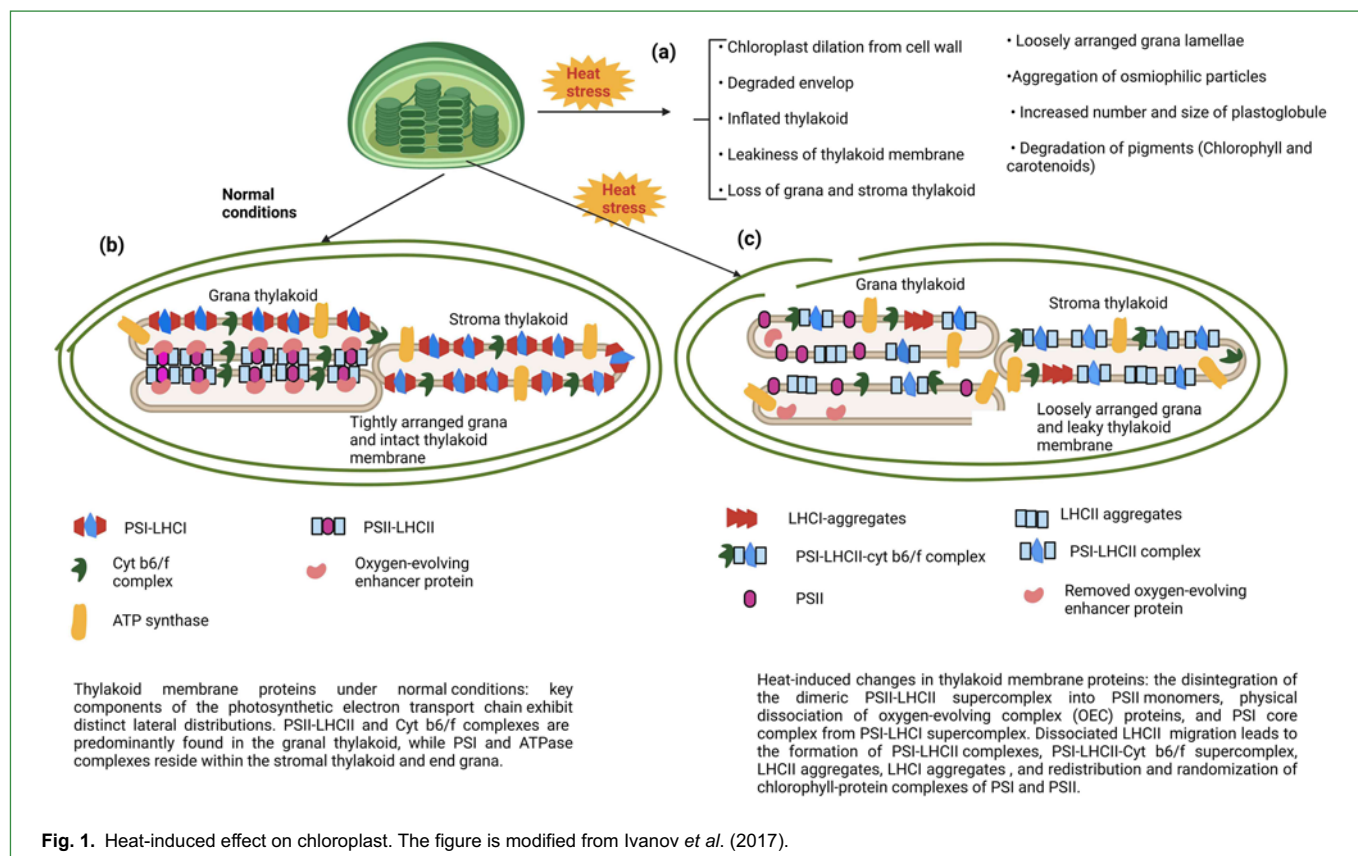 Heat
stress
(a)
• Chloroplast dilation from cell wall
• Degraded envelop
• Inflated thylakoid
• Leakiness of thylakoid membrane
• Loss of grana and stroma thylakoid
• Loosely arranged grana lamellae
•Aggregation of osmiophilic particles
• Increased number and size of plastoglobule
• Degradation of pigments (Chlorophyll and
carotenoids)
Normal
conditions
Heat
stress
(b)
Grana thylakoid
Stroma thylakoid
Tightly arranged grana
and intact thylakoid
membrane
(c)
Grana thylakoid
Stroma thylakoid
Loosely arranged grana
and leaky thylakoid
membrane
PSI-LHCI
PSII-LHCII
Cyt b6/f
complex
Oxygen-evolving
enhancer protein
ATP synthase
LHCI-aggregates
LHCII aggregates
PSI-LHCII-cyt b6/f complex
PSI-LHCII complex
PSII
Removed oxygen-evolving
enhancer protein
Thylakoid membrane proteins under normal conditions: key
components of the photosynthetic electron transport chain exhibit
distinct lateral distributions. PSII-LHCII and Cyt b6/f complexes are
predominantly found in the granal thylakoid, while PSI and ATPase
complexes reside within the stromal thylakoid and end grana.
Heat-induced changes in thylakoid membrane proteins: the disintegration of
the dimeric PSII-LHCII supercomplex into PSII monomers, physical
dissociation of oxygen-evolving complex (OEC) proteins, and PSI core
complex from PSI-LHCI supercomplex. Dissociated LHCII migration leads to
the formation of PSI-LHCII complexes, PSI-LHCII-Cyt b6/f supercomplex,
LHCII aggregates, LHCI aggregates , and redistribution and randomization of
chlorophyll-protein complexes of PSI and PSII.
Fig. 1. Heat-induced effect on chloroplast. The figure is modified from Ivanov et al. (2017).